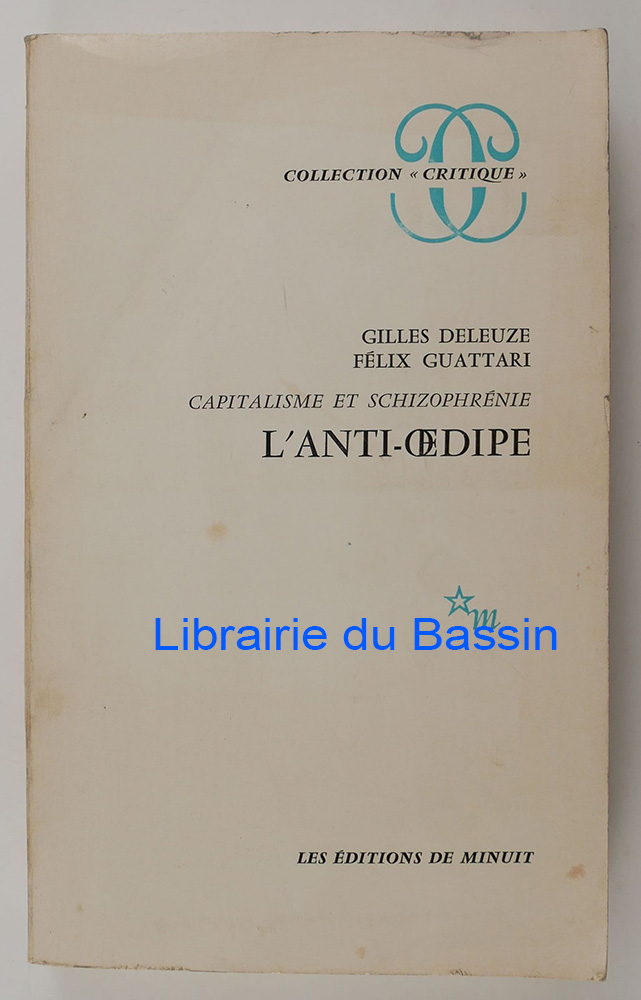 COLLECTION « CRITIQUE »
GILLES DELEUZE
FÉLIX GUATTARI
CAPITALISME ET SCHIZOPHRÉNIE
L'ANTI-ŒDIPE
m
Librairie du Bassin
LES ÉDITIONS DE MINUIT